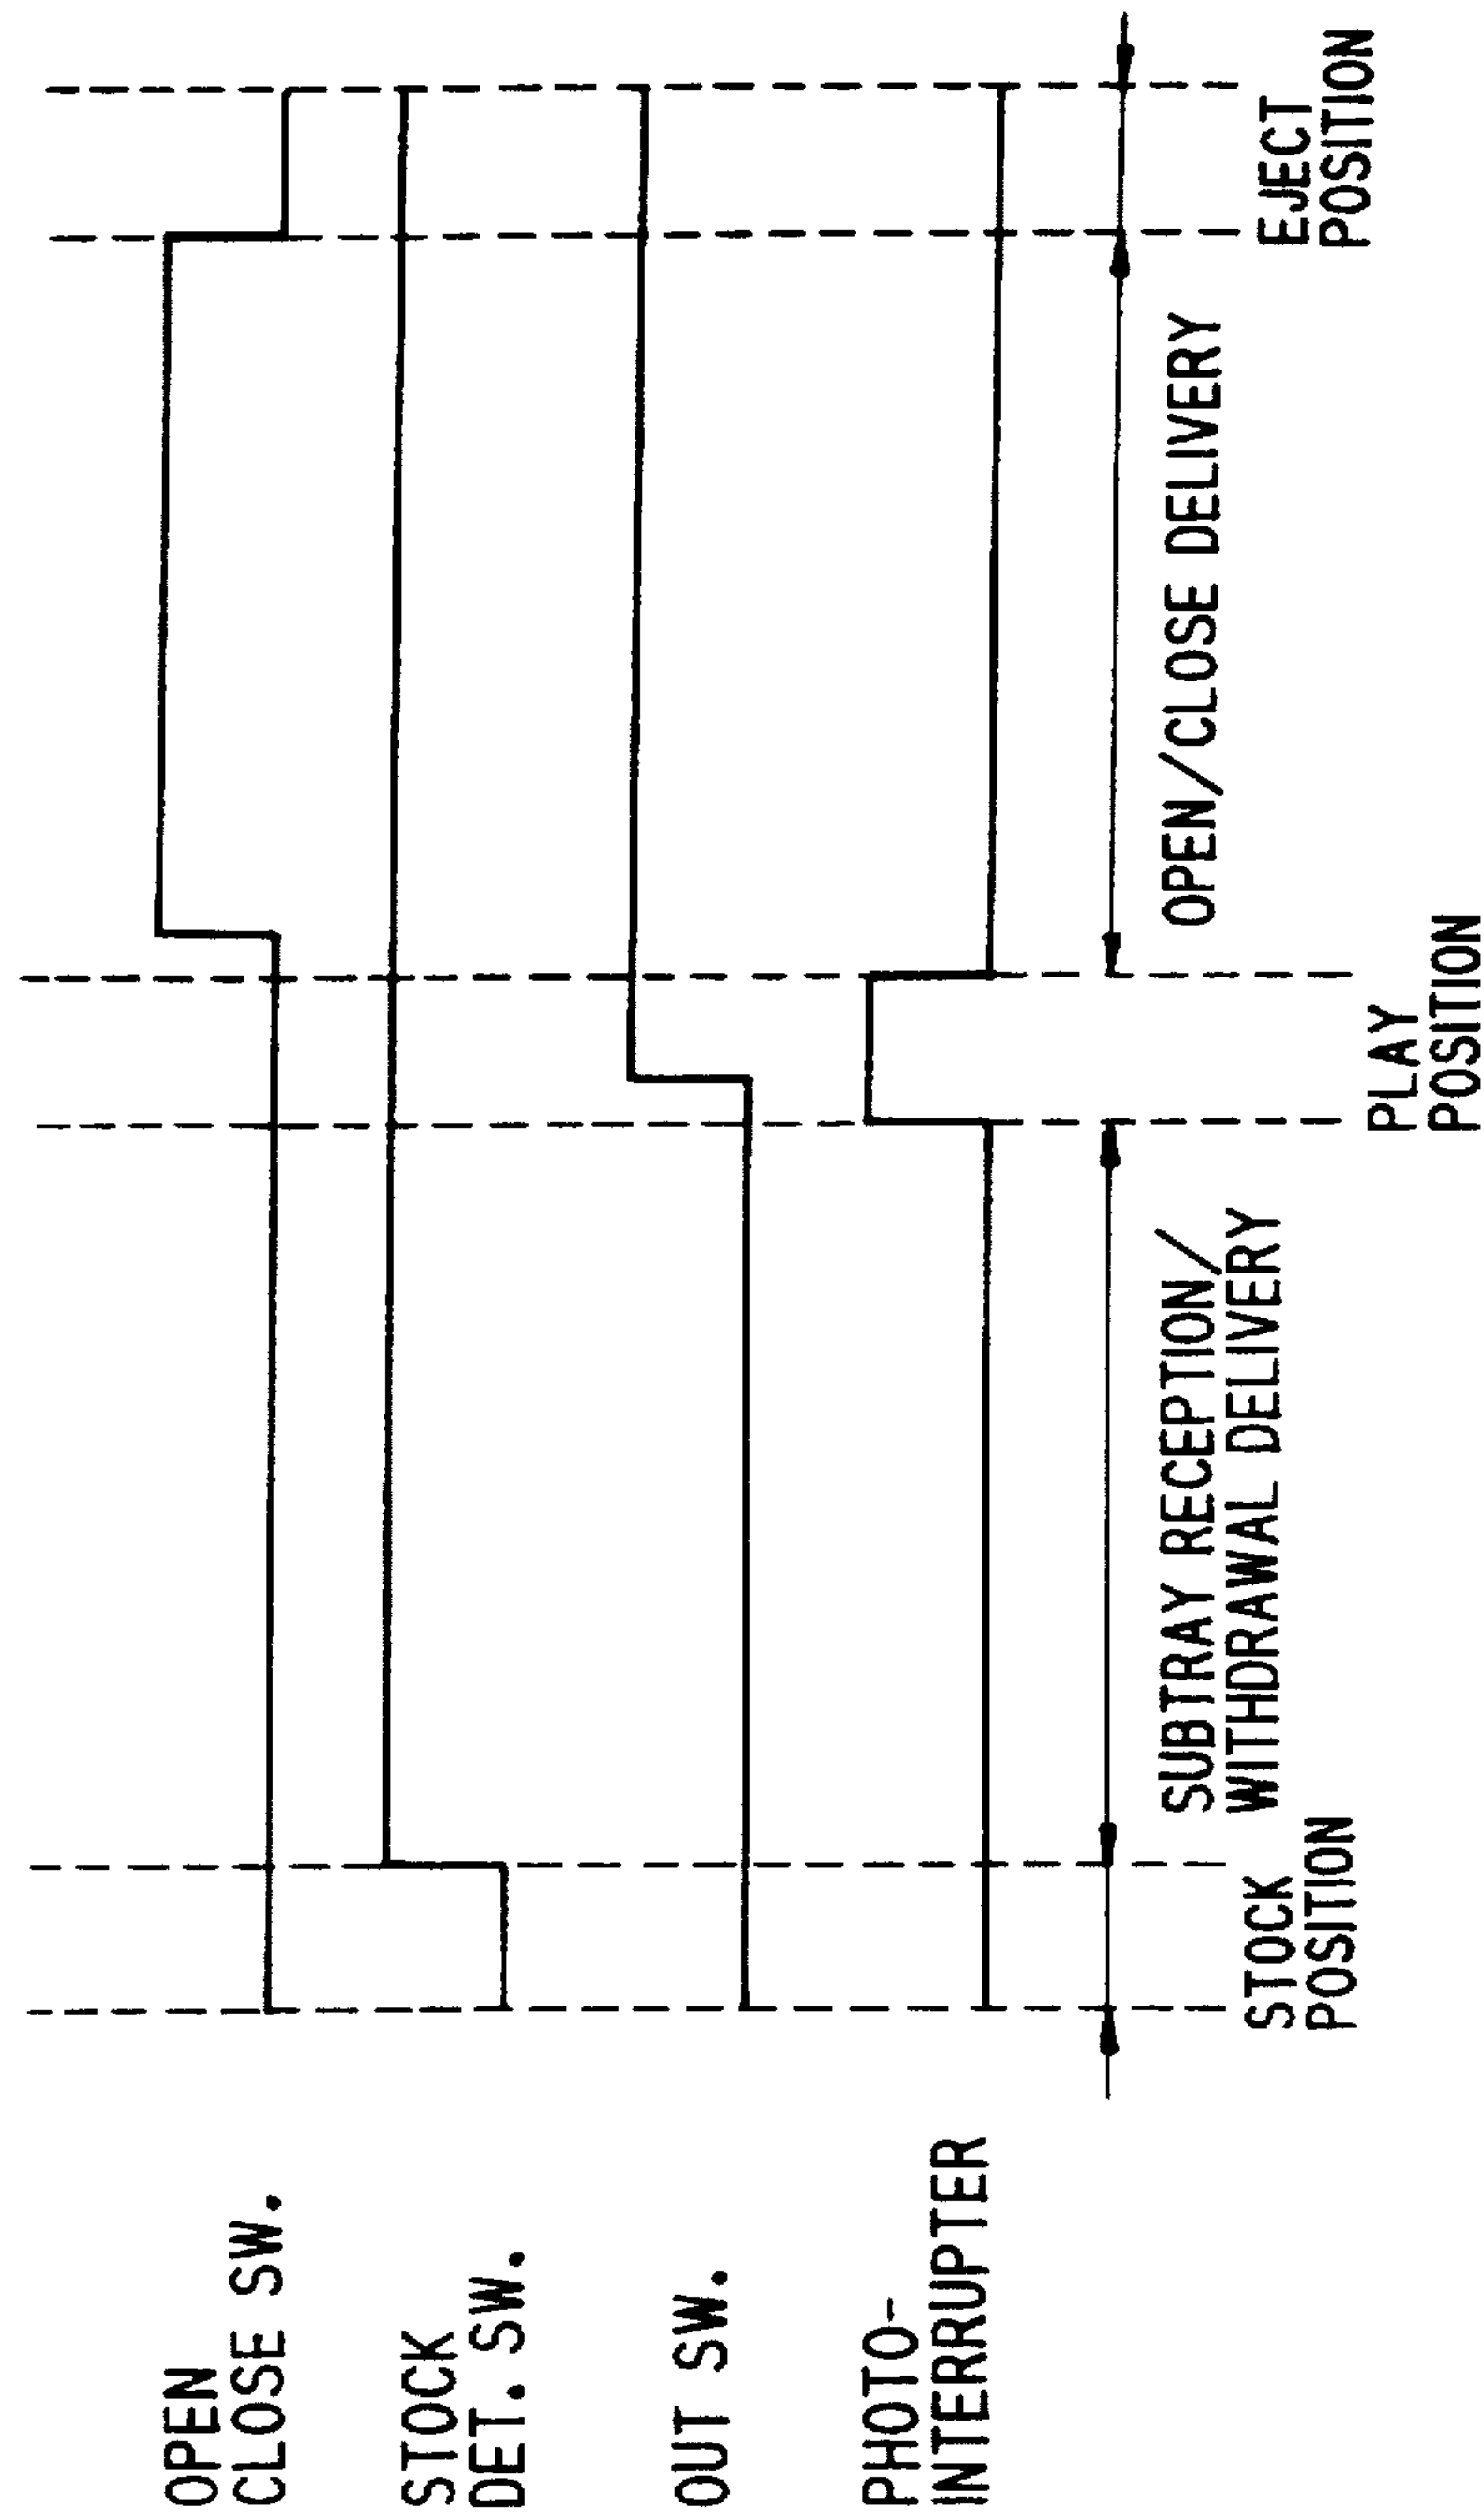 OPEN
CLOSE SW.
STOCK
DET. SW.
OUT SW.
PHOTO-
INTERRUPTER
STOCK
POSITION
SUBTRAY RECEPTION/
WITHDRAWAL DELIVERY
PLAY
POSITION
OPEN/CLOSE DELIVERY
EJECT
POSITION